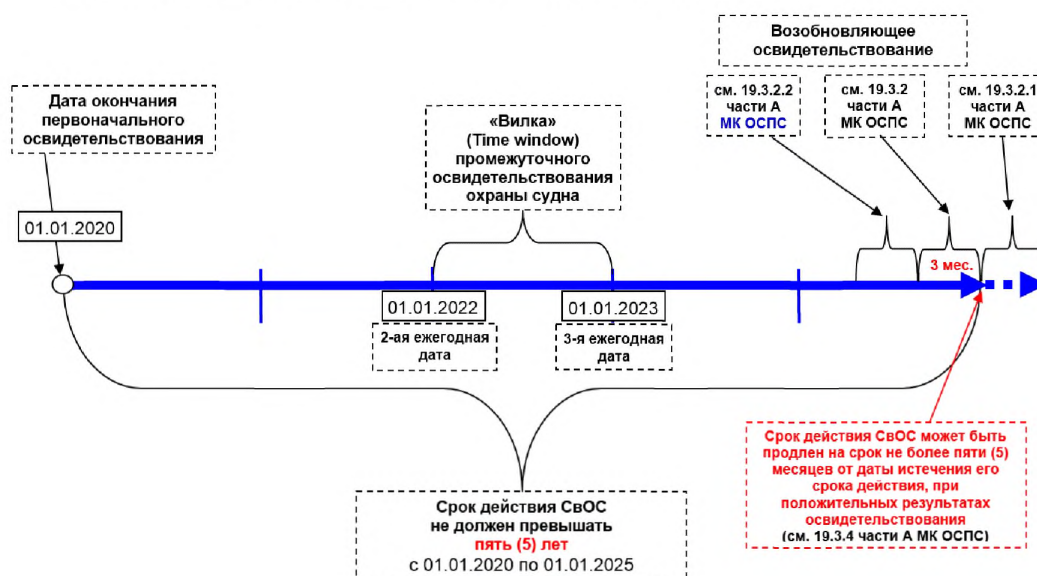 Возобновляющее
освидетельствование
Дата окончания
первоначального
освидетельствования
«Вилка»
(Time window)
промежуточного
освидетельствования
охраны судна
см. 19.3.2.2
части А
МК ОСПС
см. 19.3.2
части А
МК ОСПС
см. 19.3.2.1
части А
МК ОСПС
01.01.2020
3 мес.
01.01.2022
01.01.2023
2-ая ежегодная
дата
3-я ежегодная
дата
Срок действия СвОС может быть
продлен на срок не более пяти (5)
месяцев от даты истечения его
срока действия, при
положительных результатах
освидетельствования
(см. 19.3.4 части А МК ОСПС)
Срок действия СвОС
не должен превышать
пять (5) лет
с 01.01.2020 по 01.01.2025